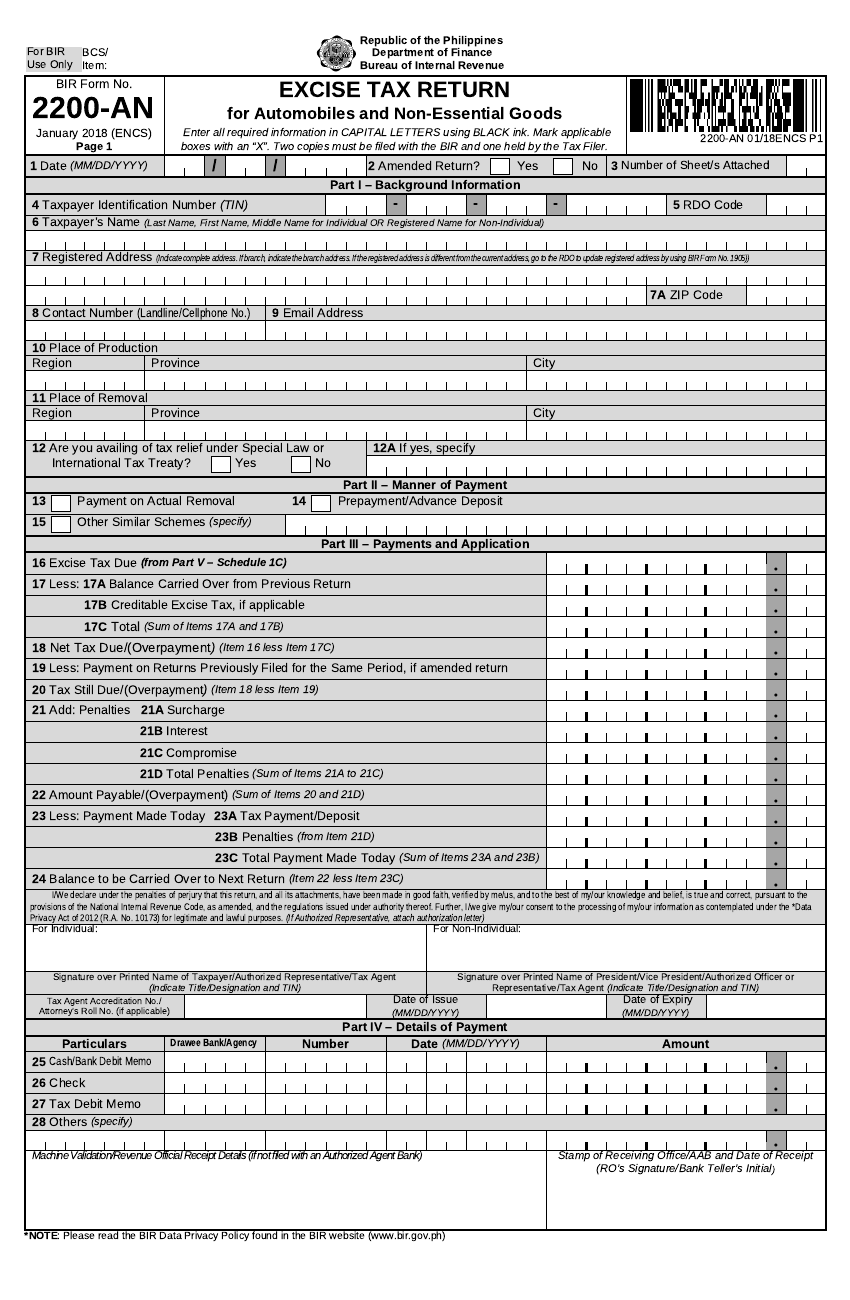 For BIR Use Only
BCS/ Item:
Republic of the Philippines
Department of Finance
Bureau of Internal Revenue
BIR Form No.
2200-AN
January 2018 (ENCS)
Page 1
EXCISE TAX RETURN
for Automobiles and Non-Essential Goods
Enter all required information in CAPITAL LETTERS using BLACK ink. Mark applicable
boxes with an “X”. Two copies must be filed with the BIR and one held by the Tax Filer.
2200-AN 01/18ENCS P1
1 Date (MM/DD/YYYY) / / 2 Amended Return? Yes No 3 Number of Sheet/s Attached
Part I – Background Information
4 Taxpayer Identification Number (TIN) - - - 5 RDO Code
6 Taxpayer’s Name (Last Name, First Name, Middle Name for Individual OR Registered Name for Non-Individual)
7 Registered Address (Indicate complete address. If branch, indicate the branch address. If the registered address is different from the current address, go to the RDO to update registered address by using BIR Form No. 1905))
7A ZIP Code
8 Contact Number (Landline/Cellphone No.) 9 Email Address
10 Place of Production
Region Province City
11 Place of Removal
Region Province City
12 Are you availing of tax relief under Special Law or
International Tax Treaty? Yes No
12A If yes, specify
Part II – Manner of Payment
13 Payment on Actual Removal 14 Prepayment/Advance Deposit
15 Other Similar Schemes (specify)
Part III – Payments and Application
16 Excise Tax Due (from Part V – Schedule 1C)
17 Less: 17A Balance Carried Over from Previous Return
17B Creditable Excise Tax, if applicable
17C Total (Sum of Items 17A and 17B)
18 Net Tax Due/(Overpayment) (Item 16 less Item 17C)
19 Less: Payment on Returns Previously Filed for the Same Period, if amended return
20 Tax Still Due/(Overpayment) (Item 18 less Item 19)
21 Add: Penalties 21A Surcharge
21B Interest
21C Compromise
21D Total Penalties (Sum of Items 21A to 21C)
22 Amount Payable/(Overpayment) (Sum of Items 20 and 21D)
23 Less: Payment Made Today 23A Tax Payment/Deposit
23B Penalties (from Item 21D)
23C Total Payment Made Today (Sum of Items 23A and 23B)
24 Balance to be Carried Over to Next Return (Item 22 less Item 23C)
I/We declare under the penalties of perjury that this return, and all its attachments, have been made in good faith, verified by me/us, and to the best of my/our knowledge and belief, is true and correct, pursuant to the
provisions of the National Internal Revenue Code, as amended, and the regulations issued under authority thereof. Further, I/we give my/our consent to the processing of my/our information as contemplated under the *Data
Privacy Act of 2012 (R.A. No. 10173) for legitimate and lawful purposes. (If Authorized Representative, attach authorization letter)
For Individual: For Non-Individual:
Signature over Printed Name of Taxpayer/Authorized Representative/Tax Agent
(Indicate Title/Designation and TIN)
Signature over Printed Name of President/Vice President/Authorized Officer or
Representative/Tax Agent (Indicate Title/Designation and TIN)
Tax Agent Accreditation No./
Attorney’s Roll No. (if applicable)
Date of Issue
(MM/DD/YYYY)
Date of Expiry
(MM/DD/YYYY)
Part IV – Details of Payment
Particulars Drawee Bank/Agency Number Date (MM/DD/YYYY) Amount
25 Cash/Bank Debit Memo
26 Check
27 Tax Debit Memo
28 Others (specify)
Machine Validation/Revenue Official Receipt Details (if not filed with an Authorized Agent Bank)
Stamp of Receiving Office/AAB and Date of Receipt
(RO’s Signature/Bank Teller’s Initial)
*NOTE: Please read the BIR Data Privacy Policy found in the BIR website (www.bir.gov.ph)